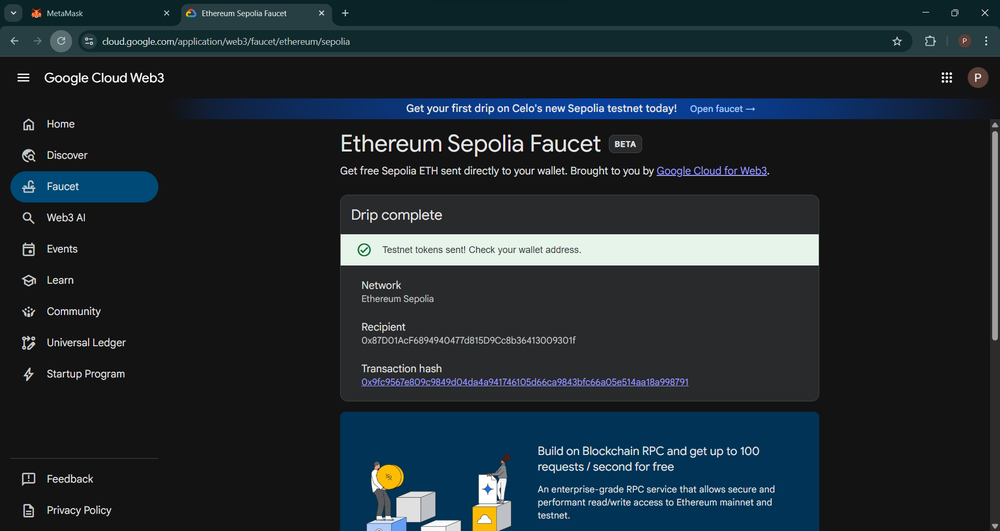 MetaMask
Ethereum Sepolia Faucet
cloud.google.com/application/web3/faucet/ethereum/sepolia
P
Google Cloud Web3
P
Get your first drip on Celo's new Sepolia testnet today! Open faucet →
Home
Discover
Faucet
Web3 AI
Events
Learn
Community
Universal Ledger
Startup Program
Feedback
Privacy Policy
Ethereum Sepolia Faucet BETA
Get free Sepolia ETH sent directly to your wallet. Brought to you by Google Cloud for Web3.
Drip complete
Testnet tokens sent! Check your wallet address.
Network
Ethereum Sepolia
Recipient
0x87D01AcF6894940477d815D9Cc8b36413009301f
Transaction hash
0x9fc9567e809c9849d04da4a941746105d66ca9843bfc66a05e514aa18a998791
Build on Blockchain RPC and get up to 100
requests / second for free
An enterprise-grade RPC service that allows secure and
performant read/write access to Ethereum mainnet and
testnet.